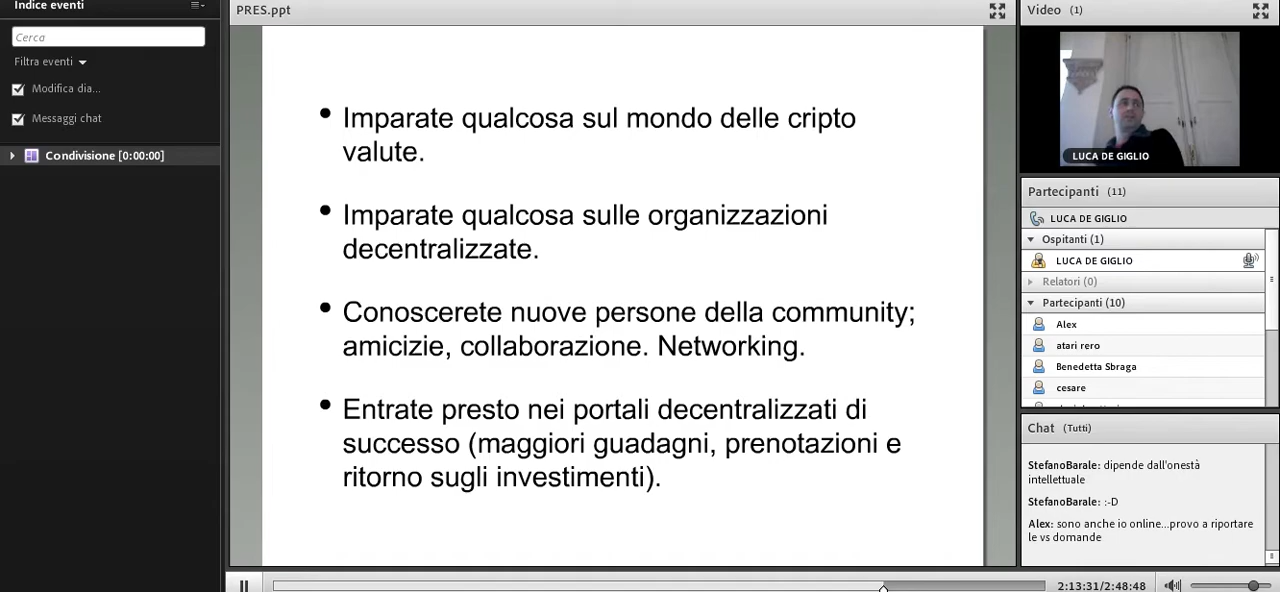 Indice eventi
Cerca
Filtra eventi
Modifica dia...
Messaggi chat
Condivisione [0:00:00]
PRES.ppt
• Imparate qualcosa sul mondo delle cripto
valute.
• Imparate qualcosa sulle organizzazioni
decentralizzate.
• Conoscerete nuove persone della community;
amicizie, collaborazione. Networking.
• Entrate presto nei portali decentralizzati di
successo (maggiori guadagni, prenotazioni e
ritorno sugli investimenti).
2:13:31/2:48:48
Video (1)
LUCA DE GIGLIO
Partecipanti (11)
LUCA DE GIGLIO
Ospitanti (1)
LUCA DE GIGLIO
Relatori (0)
Partecipanti (10)
Alex
atari rero
Benedetta Sbraga
cesare
Chat (Tutti)
StefanoBarale: dipende dall'onestà
intellettuale
StefanoBarale: :-D
Alex: sono anche io online...provo a riportare
le vs domande